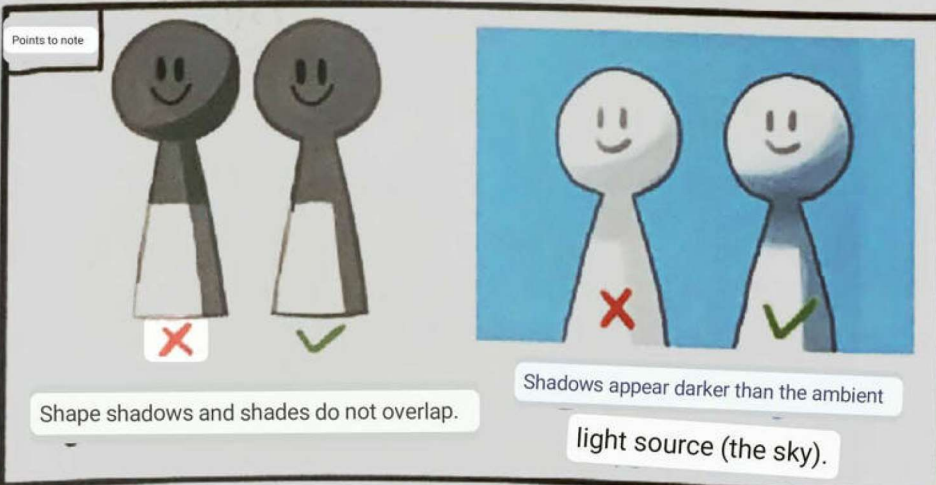 Points to note
Shape shadows and shades do not overlap.
Shadows appear darker than the ambient
light source (the sky).